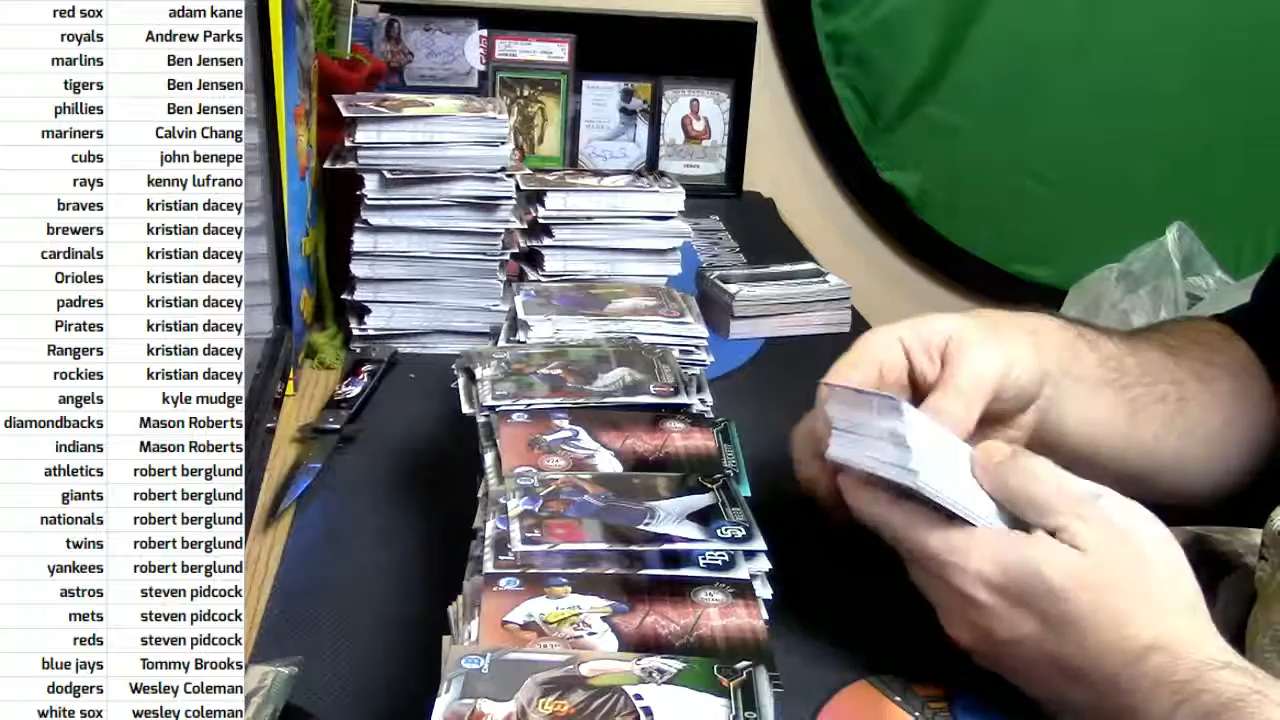 red sox adam kane
royals Andrew Parks
marlins Ben Jensen
tigers Ben Jensen
phillies Ben Jensen
mariners Calvin Chang
cubs john benepe
rays kenny lufrano
braves kristian dacey
brewers kristian dacey
cardinals kristian dacey
Orioles kristian dacey
padres kristian dacey
Pirates kristian dacey
Rangers kristian dacey
rockies kristian dacey
angels kyle mudge
diamondbacks Mason Roberts
indians Mason Roberts
athletics robert berglund
giants robert berglund
nationals robert berglund
twins robert berglund
yankees robert berglund
astros steven pidcock
mets steven pidcock
reds steven pidcock
blue jays Tommy Brooks
dodgers Wesley Coleman
white sox wesley coleman